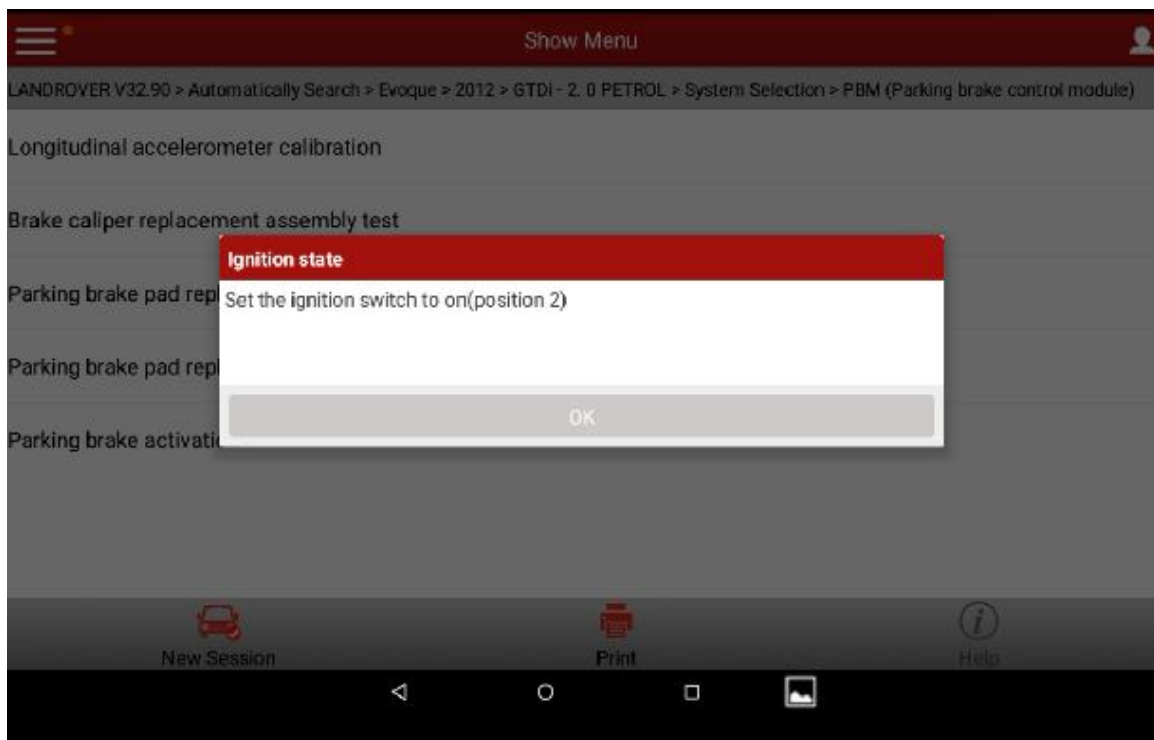 Show Menu
LANDROVER V32.90 > Automatically Search > Evoque > 2012 > GTDi - 2. 0 PETROL > System Selection > PBM (Parking brake control module)
Longitudinal accelerometer calibration
Brake caliper replacement assembly test
Ignition state
Parking brake pad repl
Set the ignition switch to on(position 2)
Parking brake pad repl
OK
Parking brake activati
New Session
Print
Help